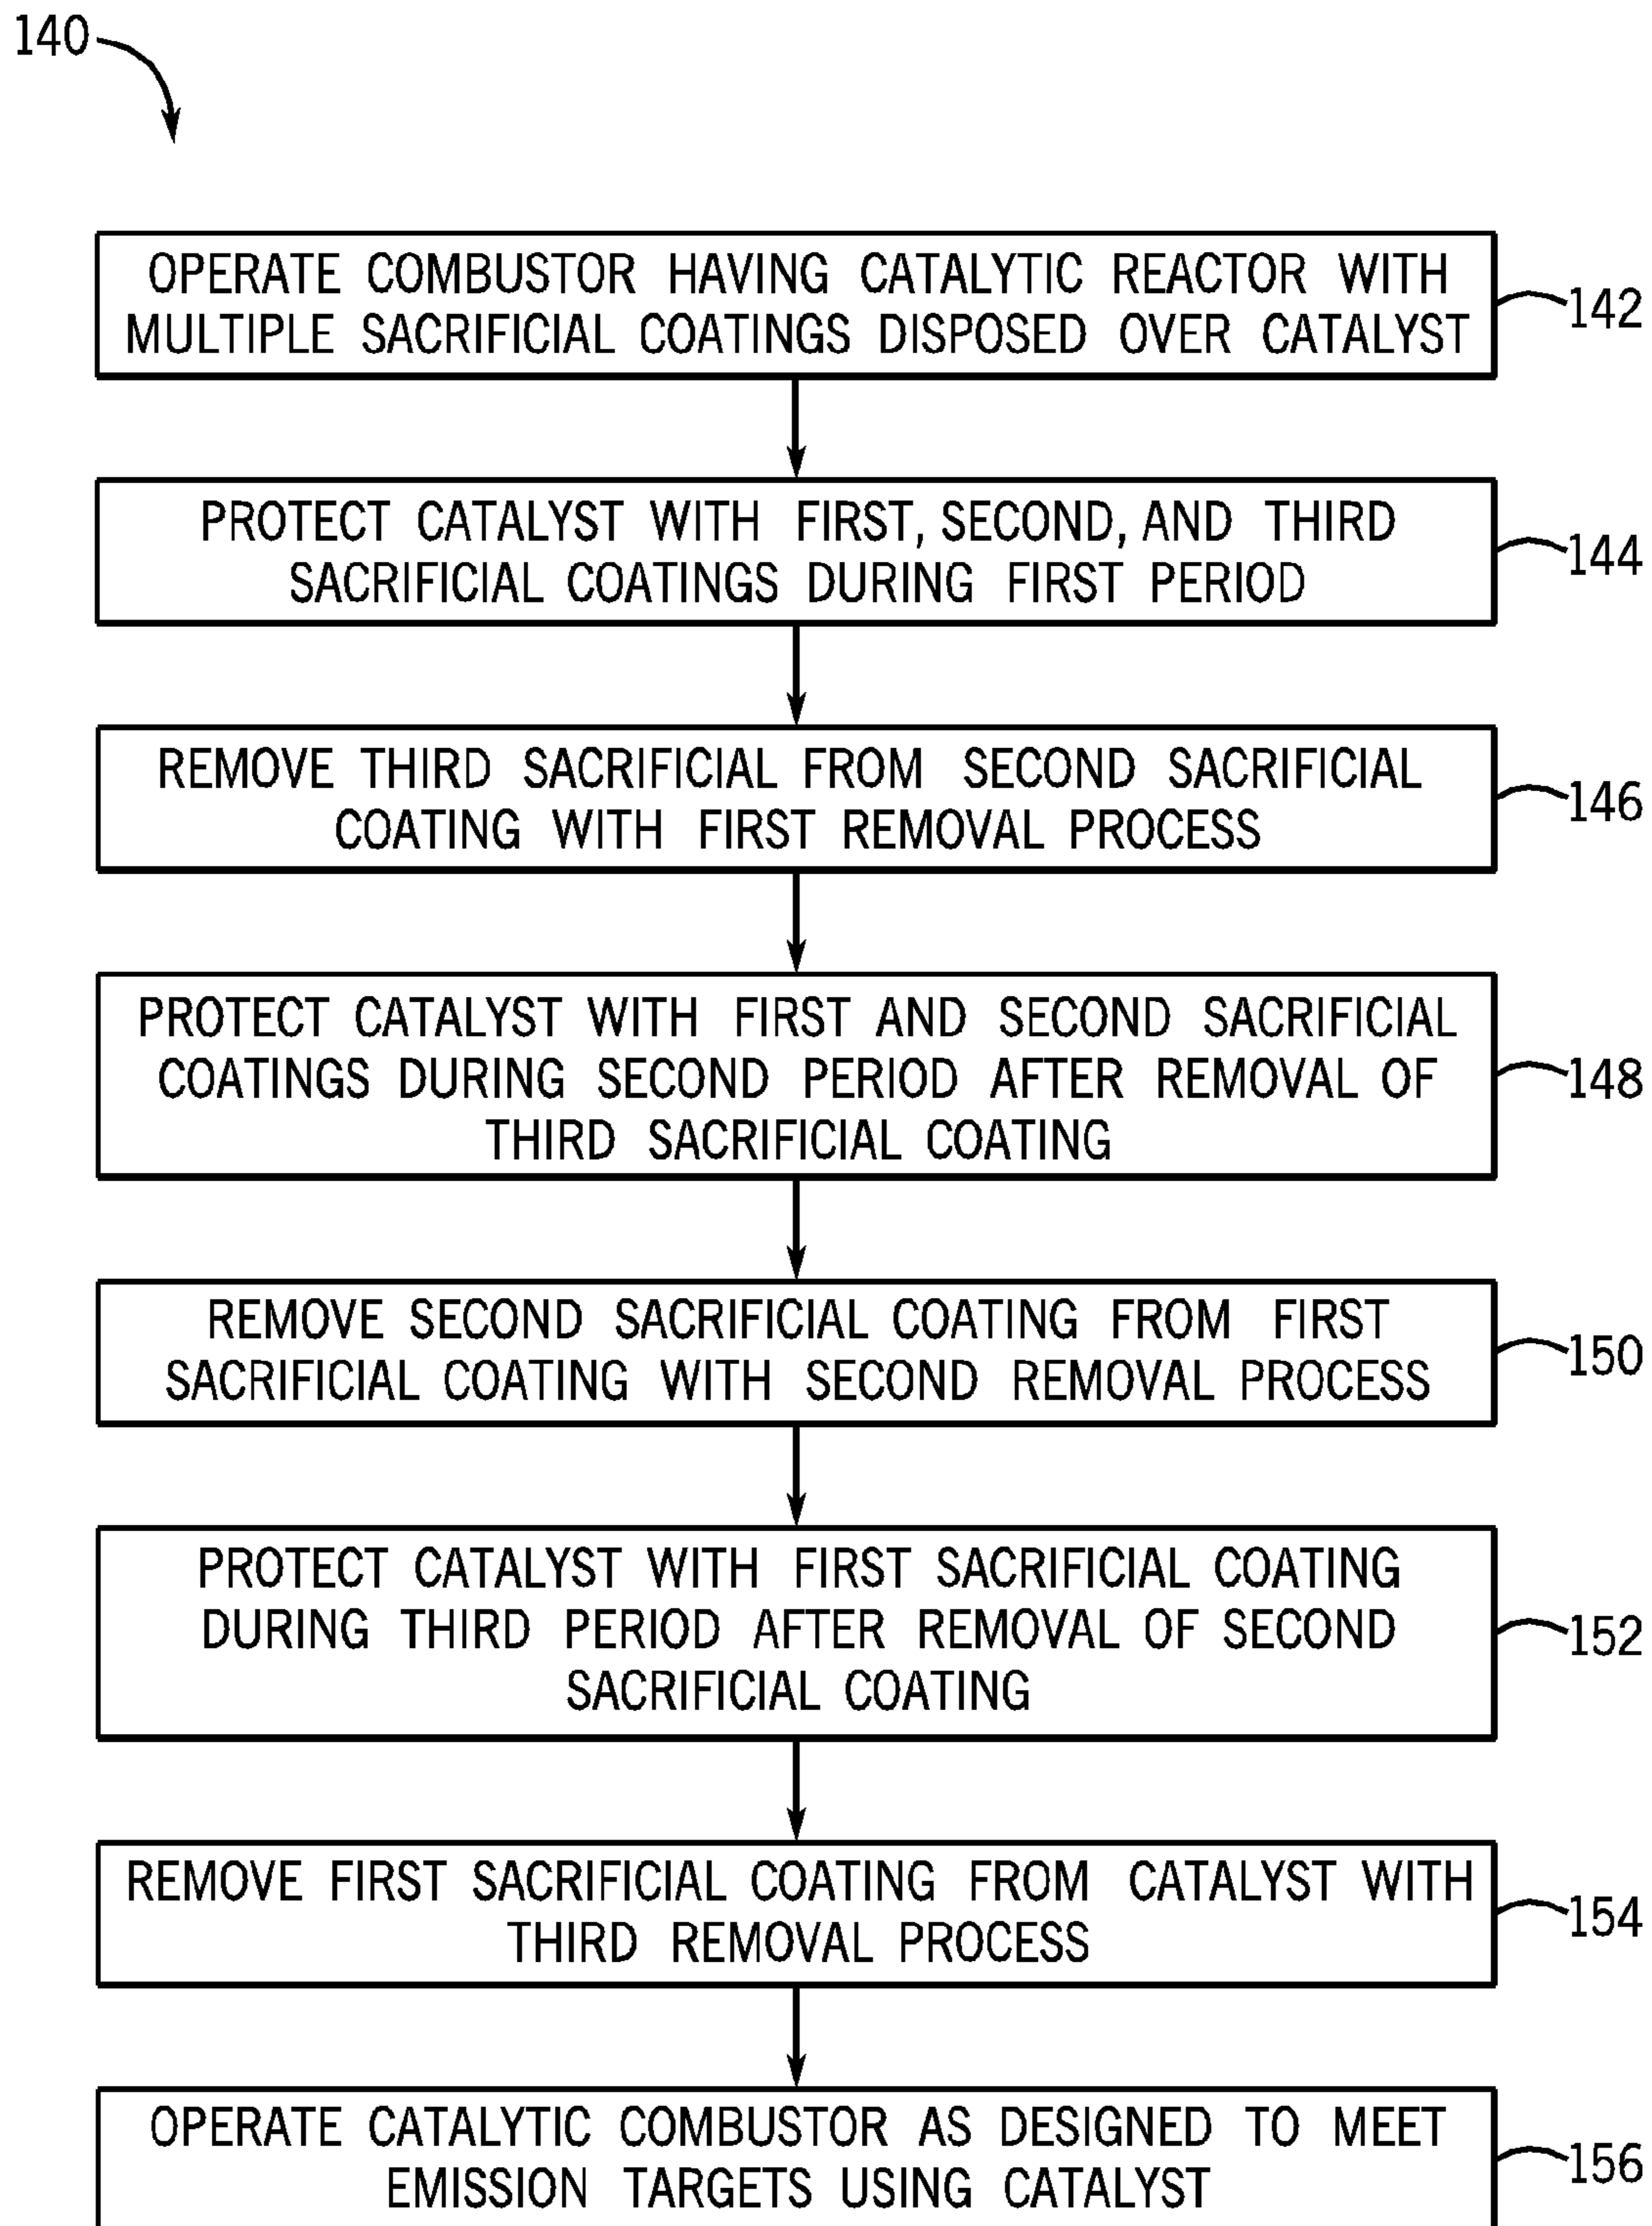 140
OPERATE COMBUSTOR HAVING CATALYTIC REACTOR WITH
MULTIPLE SACRIFICIAL COATINGS DISPOSED OVER CATALYST
142
PROTECT CATALYST WITH FIRST, SECOND, AND THIRD
SACRIFICIAL COATINGS DURING FIRST PERIOD
144
REMOVE THIRD SACRIFICIAL FROM SECOND SACRIFICIAL
COATING WITH FIRST REMOVAL PROCESS
146
PROTECT CATALYST WITH FIRST AND SECOND SACRIFICIAL
COATINGS DURING SECOND PERIOD AFTER REMOVAL OF
THIRD SACRIFICIAL COATING
148
REMOVE SECOND SACRIFICIAL COATING FROM FIRST
SACRIFICIAL COATING WITH SECOND REMOVAL PROCESS
150
PROTECT CATALYST WITH FIRST SACRIFICIAL COATING
DURING THIRD PERIOD AFTER REMOVAL OF SECOND
SACRIFICIAL COATING
152
REMOVE FIRST SACRIFICIAL COATING FROM CATALYST WITH
THIRD REMOVAL PROCESS
154
OPERATE CATALYTIC COMBUSTOR AS DESIGNED TO MEET
EMISSION TARGETS USING CATALYST
156